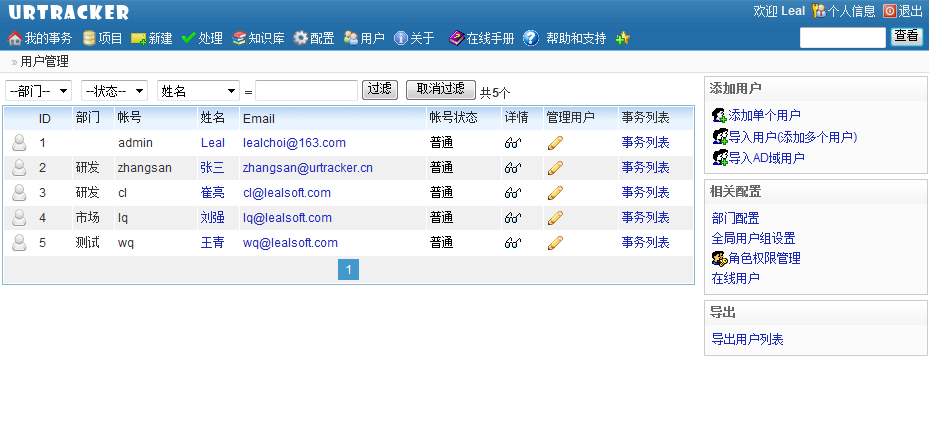 URTRACKER
欢迎 Leal 个人信息 退出
我的事务 项目 新建 处理 知识库 配置 用户 关于 在线手册 帮助和支持 查看
» 用户管理
--部门-- --状态-- 姓名 = 过滤 取消过滤 共5个
ID 部门 帐号 姓名 Email 帐号状态 详情 管理用户 事务列表
1 admin Leal lealchoi@163.com 普通 事务列表
2 研发 zhangsan 张三 zhangsan@urtracker.cn 普通 事务列表
3 研发 cl 崔亮 cl@lealsoft.com 普通 事务列表
4 市场 lq 刘强 lq@lealsoft.com 普通 事务列表
5 测试 wq 王青 wq@lealsoft.com 普通 事务列表
1
添加用户
添加单个用户
导入用户(添加多个用户)
导入AD域用户
相关配置
部门配置
全局用户组设置
角色权限管理
在线用户
导出
导出用户列表